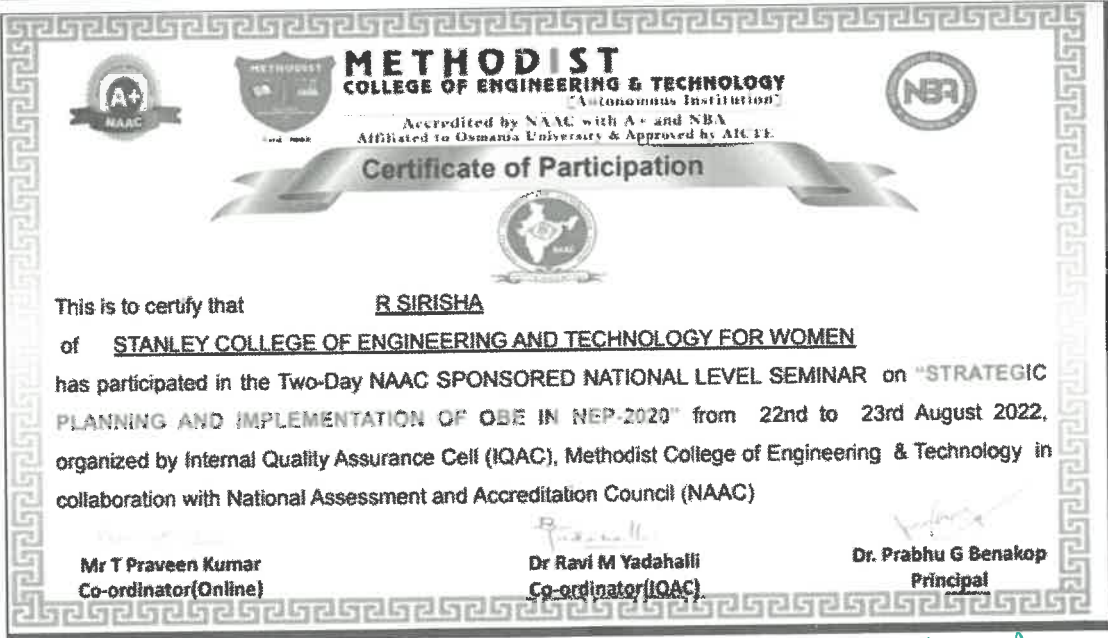 METHODIST
COLLEGE OF ENGINEERING & TECHNOLOGY
[Autonomous Institution]
Accredited by NAAC with A+ and NBA
Affiliated to Osmania University & Approved by AICTE
A+
NAAC
METHODIST
NBA
Certificate of Participation
NAAC
This is to certify that R SIRISHA
of STANLEY COLLEGE OF ENGINEERING AND TECHNOLOGY FOR WOMEN
has participated in the Two-Day NAAC SPONSORED NATIONAL LEVEL SEMINAR on "STRATEGIC
PLANNING AND IMPLEMENTATION OF OBE IN NEP-2020" from 22nd to 23rd August 2022,
organized by Internal Quality Assurance Cell (IQAC), Methodist College of Engineering & Technology in
collaboration with National Assessment and Accreditation Council (NAAC)
Mr T Praveen Kumar
Co-ordinator(Online)
Dr Ravi M Yadahalli
Co-ordinator(IQAC)
Dr. Prabhu G Benakop
Principal